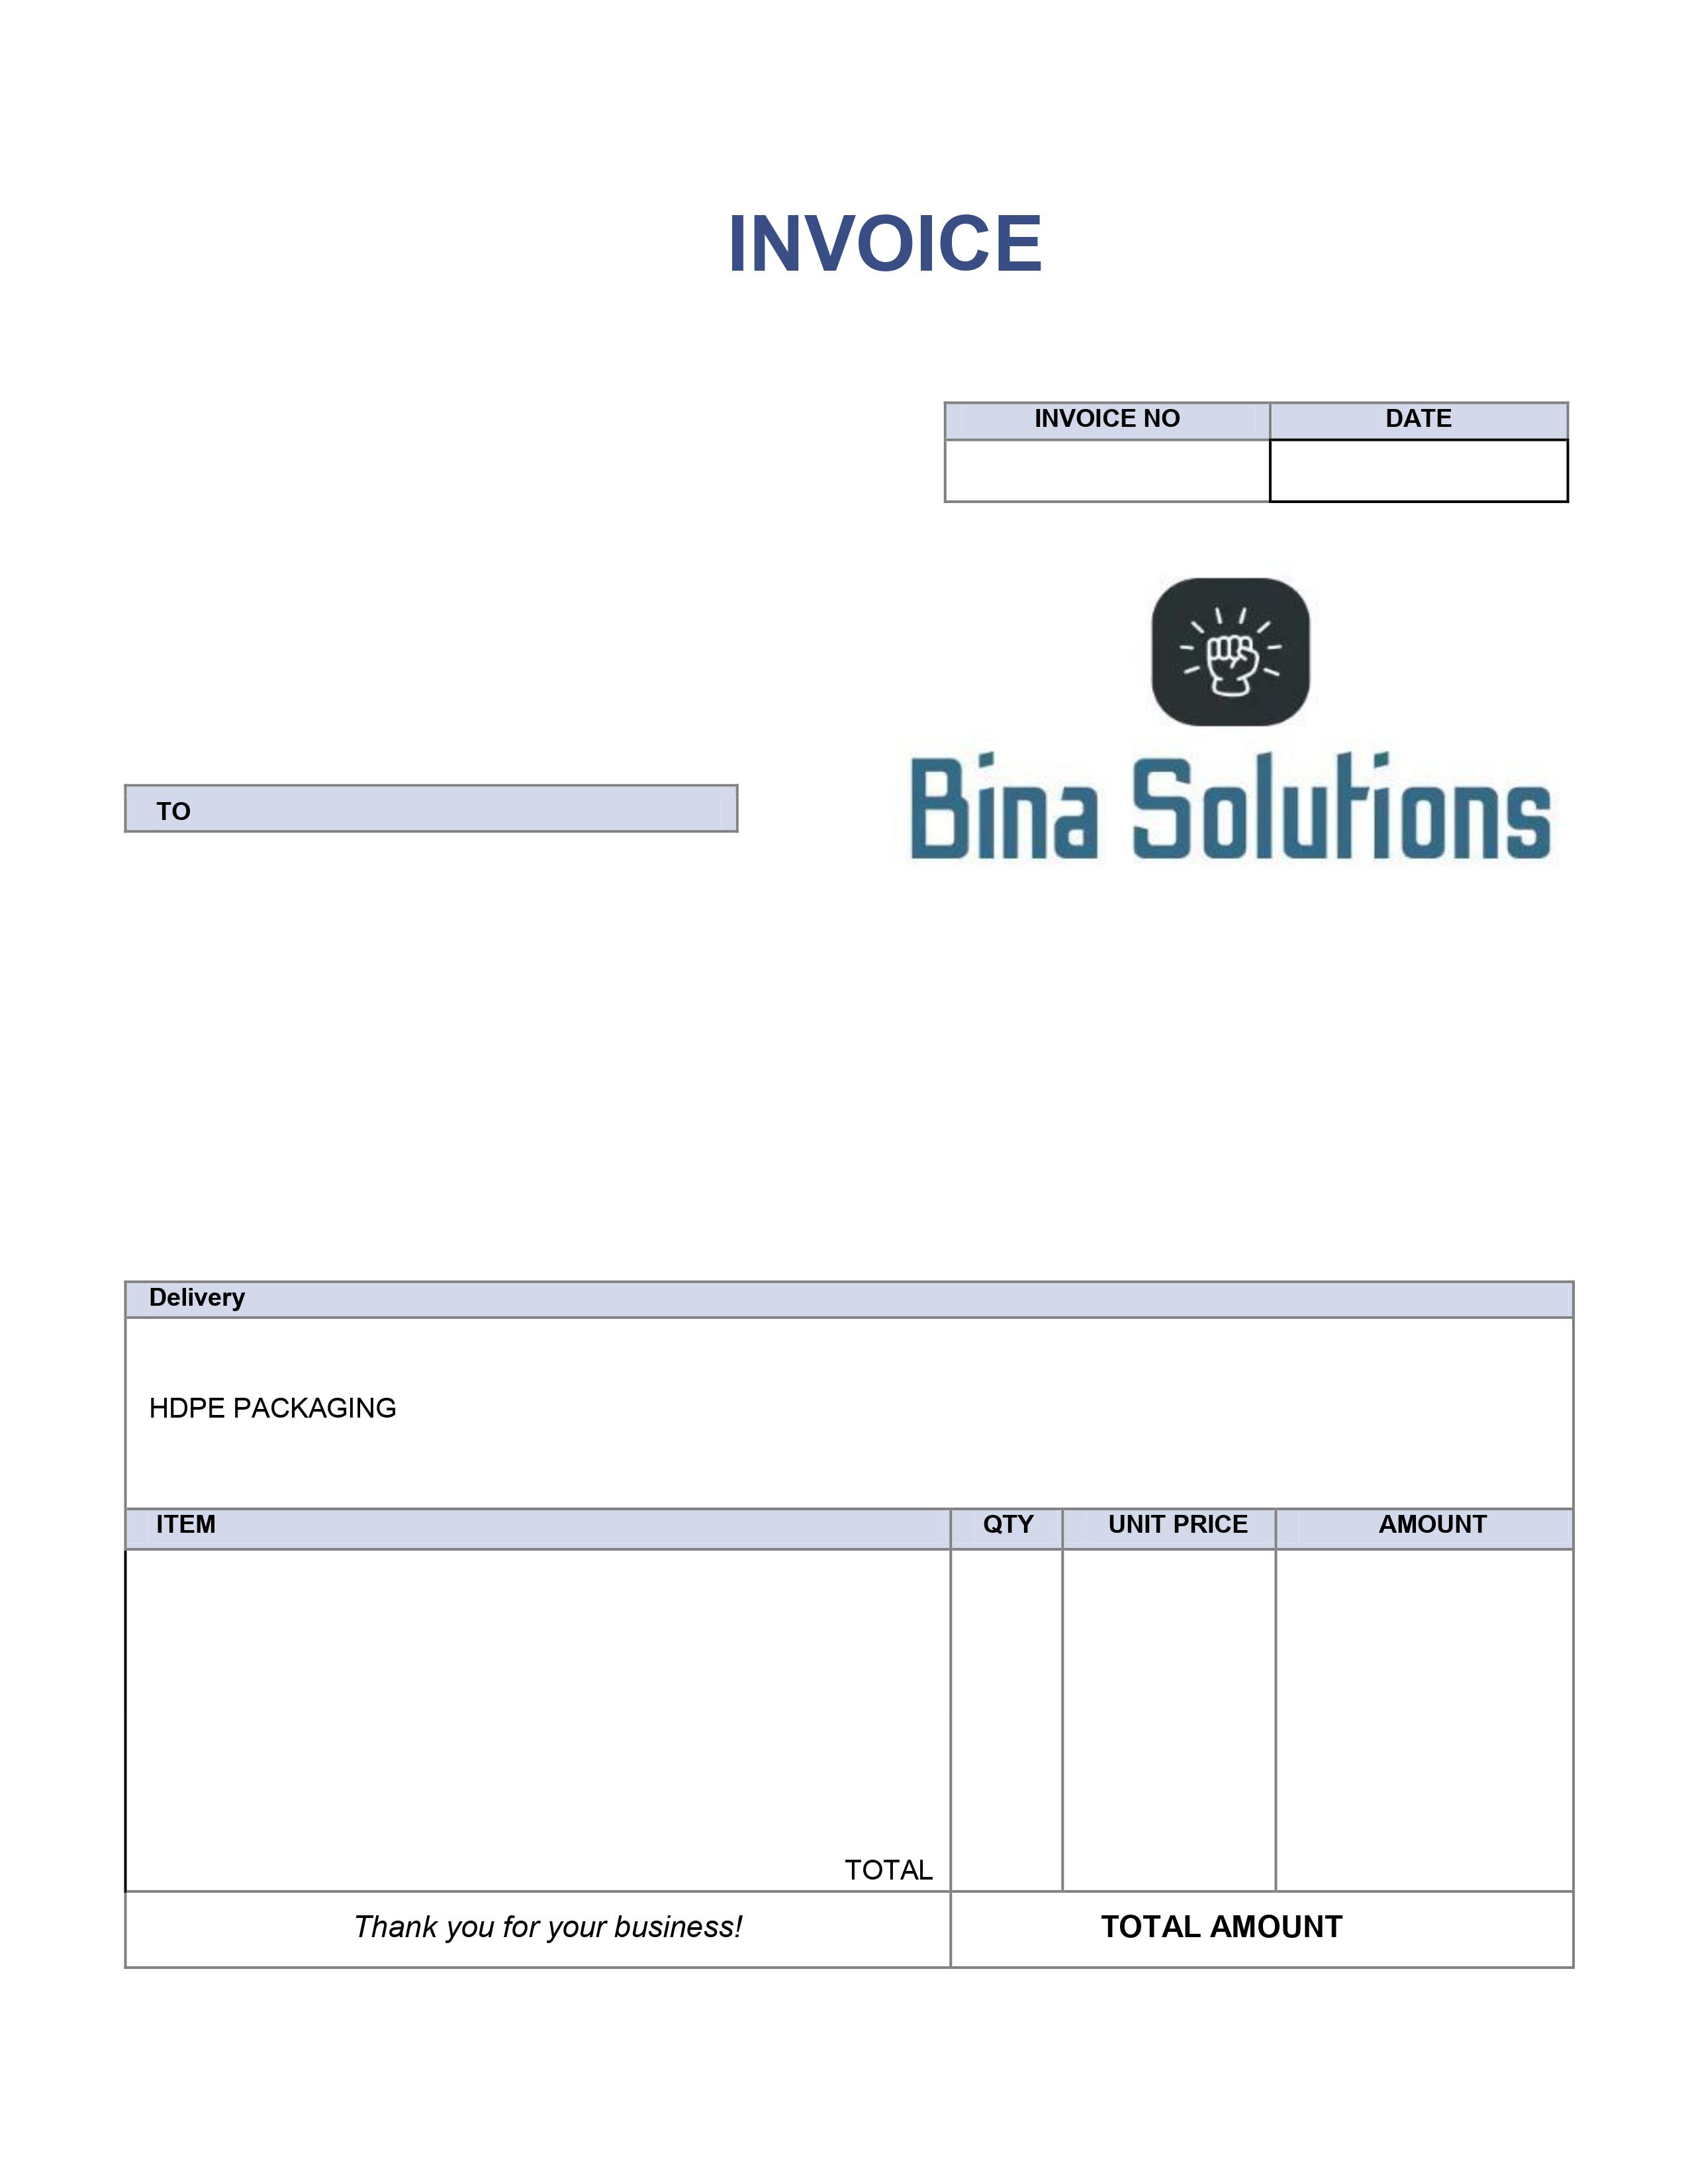 INVOICE
INVOICE NO DATE
Bina Solutions
TO
Delivery
HDPE PACKAGING
ITEM QTY UNIT PRICE AMOUNT
TOTAL
Thank you for your business! TOTAL AMOUNT